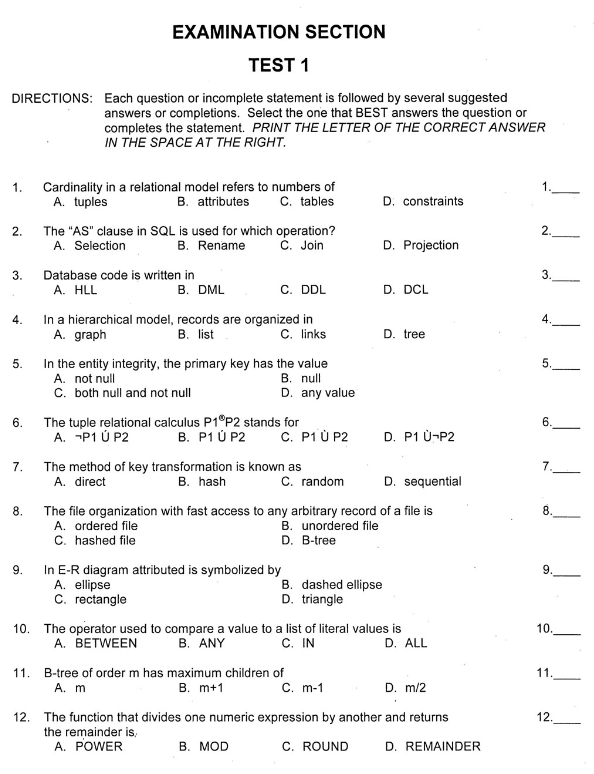 EXAMINATION SECTION
TEST 1
DIRECTIONS: Each question or incomplete statement is followed by several suggested
answers or completions. Select the one that BEST answers the question or
completes the statement. PRINT THE LETTER OF THE CORRECT ANSWER
IN THE SPACE AT THE RIGHT.
1. Cardinality in a relational model refers to numbers of 1.____
A. tuples B. attributes C. tables D. constraints
2. The “AS” clause in SQL is used for which operation? 2.____
A. Selection B. Rename C. Join D. Projection
3. Database code is written in 3.____
A. HLL B. DML C. DDL D. DCL
4. In a hierarchical model, records are organized in 4.____
A. graph B. list C. links D. tree
5. In the entity integrity, the primary key has the value 5.____
A. not null B. null
C. both null and not null D. any value
6. The tuple relational calculus P1®P2 stands for 6.____
A. ¬P1 Ú P2 B. P1 Ú P2 C. P1 Ù P2 D. P1 Ù¬P2
7. The method of key transformation is known as 7.____
A. direct B. hash C. random D. sequential
8. The file organization with fast access to any arbitrary record of a file is 8.____
A. ordered file B. unordered file
C. hashed file D. B-tree
9. In E-R diagram attributed is symbolized by 9.____
A. ellipse B. dashed ellipse
C. rectangle D. triangle
10. The operator used to compare a value to a list of literal values is 10.____
A. BETWEEN B. ANY C. IN D. ALL
11. B-tree of order m has maximum children of 11.____
A. m B. m+1 C. m-1 D. m/2
12. The function that divides one numeric expression by another and returns 12.____
the remainder is
A. POWER B. MOD C. ROUND D. REMAINDER